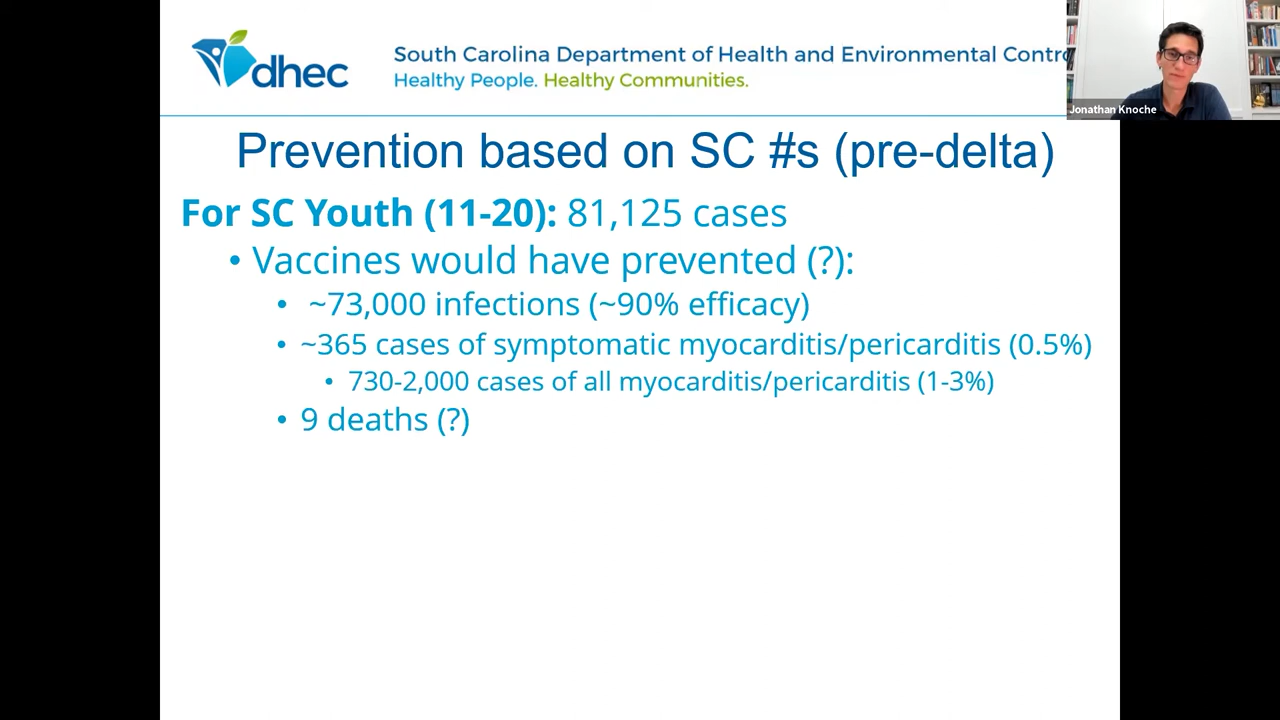 dhec
South Carolina Department of Health and Environmental Contro
Healthy People. Healthy Communities.
Jonathan Knoche
Prevention based on SC #s (pre-delta)
For SC Youth (11-20): 81,125 cases
• Vaccines would have prevented (?):
• ~73,000 infections (~90% efficacy)
• ~365 cases of symptomatic myocarditis/pericarditis (0.5%)
• 730-2,000 cases of all myocarditis/pericarditis (1-3%)
• 9 deaths (?)